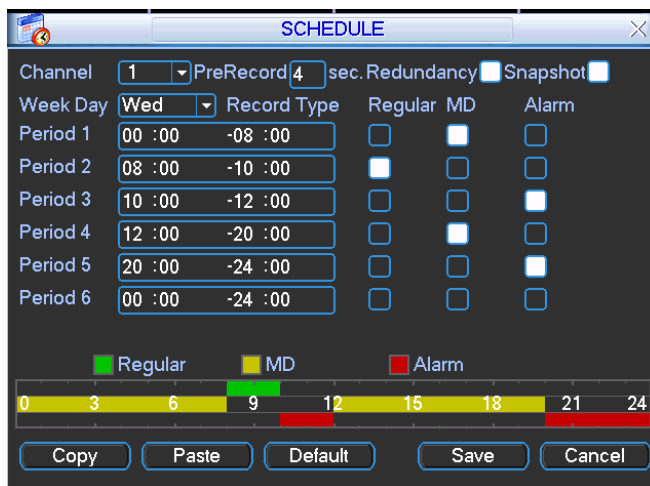 SCHEDULE
Channel 1 PreRecord 4 sec. Redundancy Snapshot
Week Day Wed Record Type Regular MD Alarm
Period 1 00 :00 -08 :00
Period 2 08 :00 -10 :00
Period 3 10 :00 -12 :00
Period 4 12 :00 -20 :00
Period 5 20 :00 -24 :00
Period 6 00 :00 -24 :00
Regular MD Alarm
0 3 6 9 12 15 18 21 24
Copy Paste Default Save Cancel